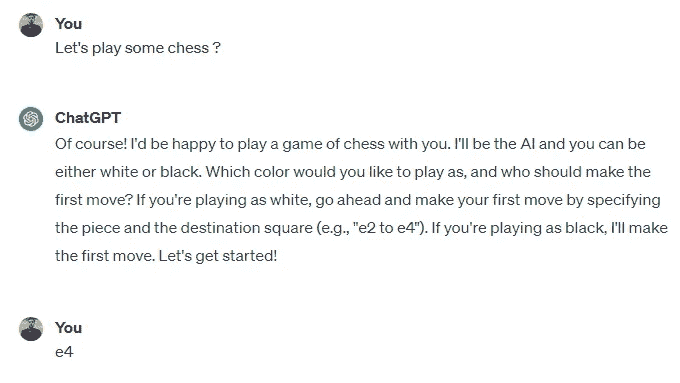 You
Let's play some chess ?
ChatGPT
Of course! I'd be happy to play a game of chess with you. I'll be the AI and you can be
either white or black. Which color would you like to play as, and who should make the
first move? If you're playing as white, go ahead and make your first move by specifying
the piece and the destination square (e.g., "e2 to e4"). If you're playing as black, I'll make
the first move. Let's get started!
You
e4